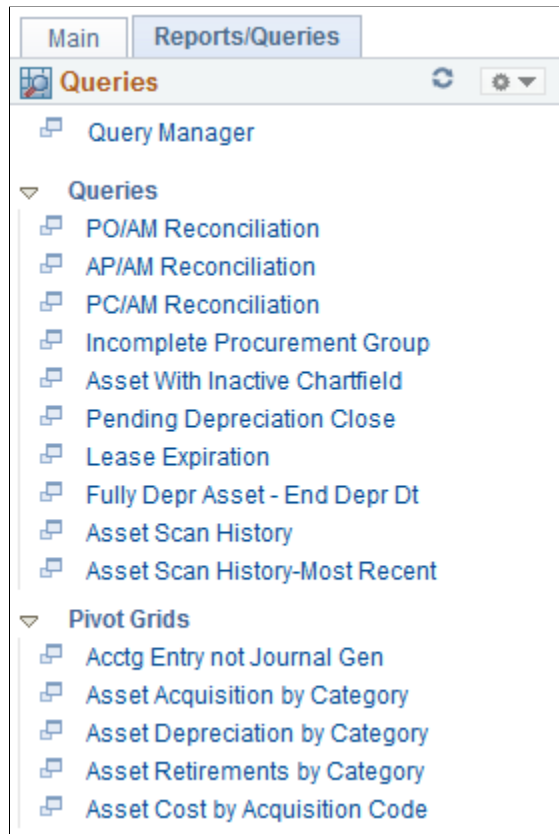 Main
Reports/Queries
Queries
Query Manager
Queries
PO/AM Reconciliation
AP/AM Reconciliation
PC/AM Reconciliation
Incomplete Procurement Group
Asset With Inactive Chartfield
Pending Depreciation Close
Lease Expiration
Fully Depr Asset - End Depr Dt
Asset Scan History
Asset Scan History-Most Recent
Pivot Grids
Acctg Entry not Journal Gen
Asset Acquisition by Category
Asset Depreciation by Category
Asset Retirements by Category
Asset Cost by Acquisition Code